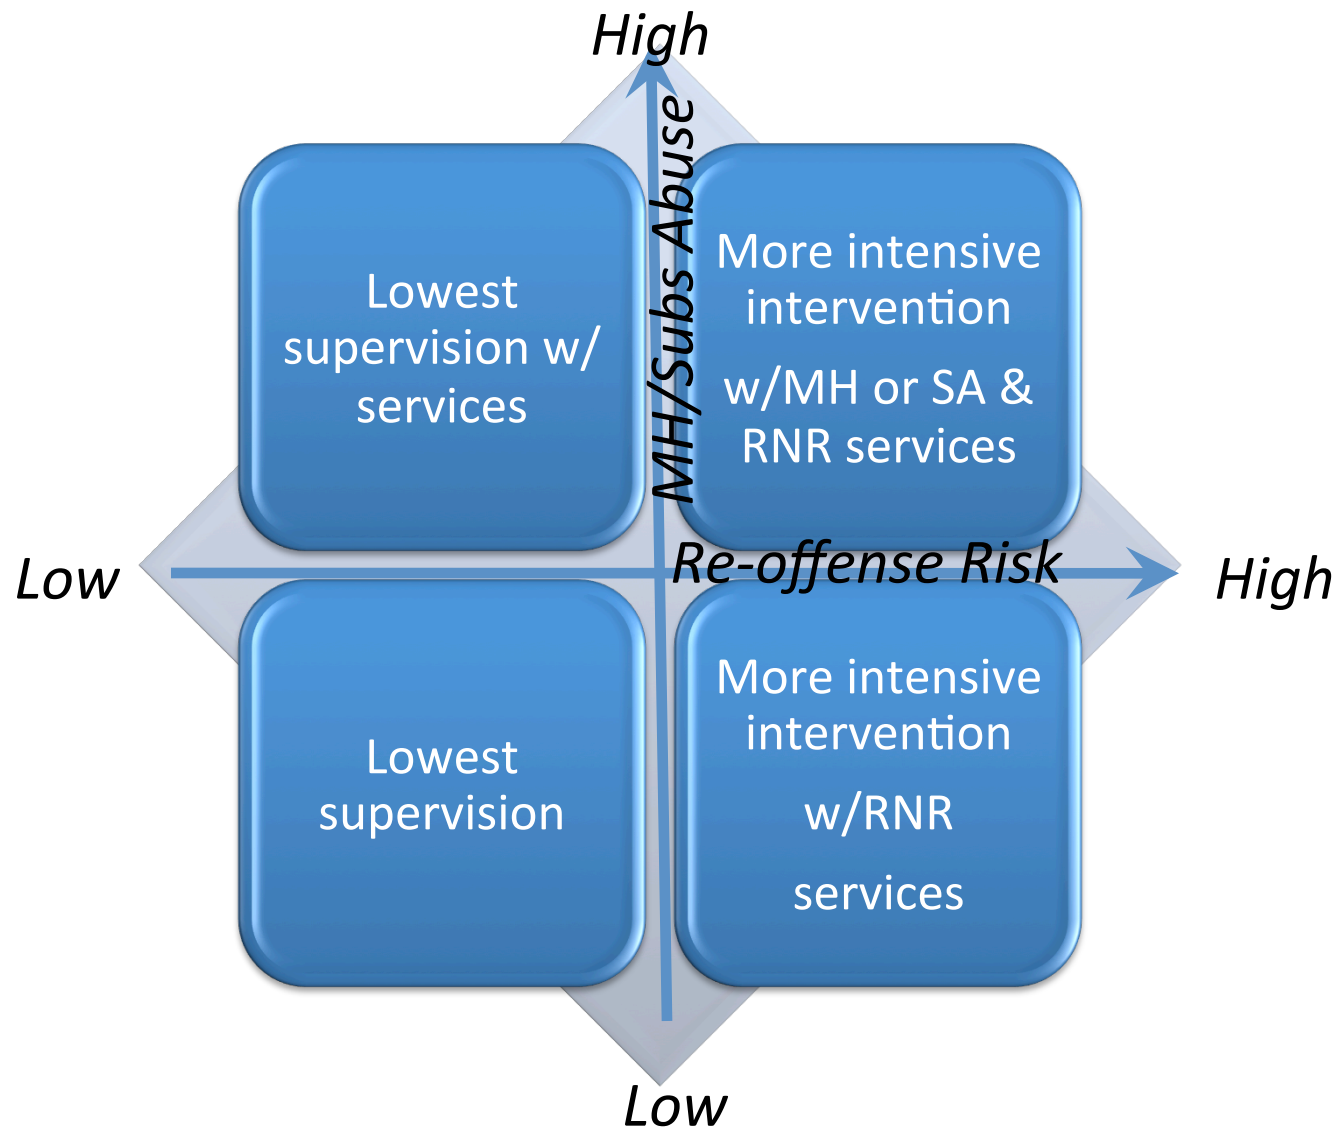 High
MH/Subs Abuse
Lowest
supervision w/
services
More intensive
intervention
w/MH or SA &
RNR services
Low
Re-offense Risk
High
Lowest
supervision
More intensive
intervention
w/RNR
services
Low